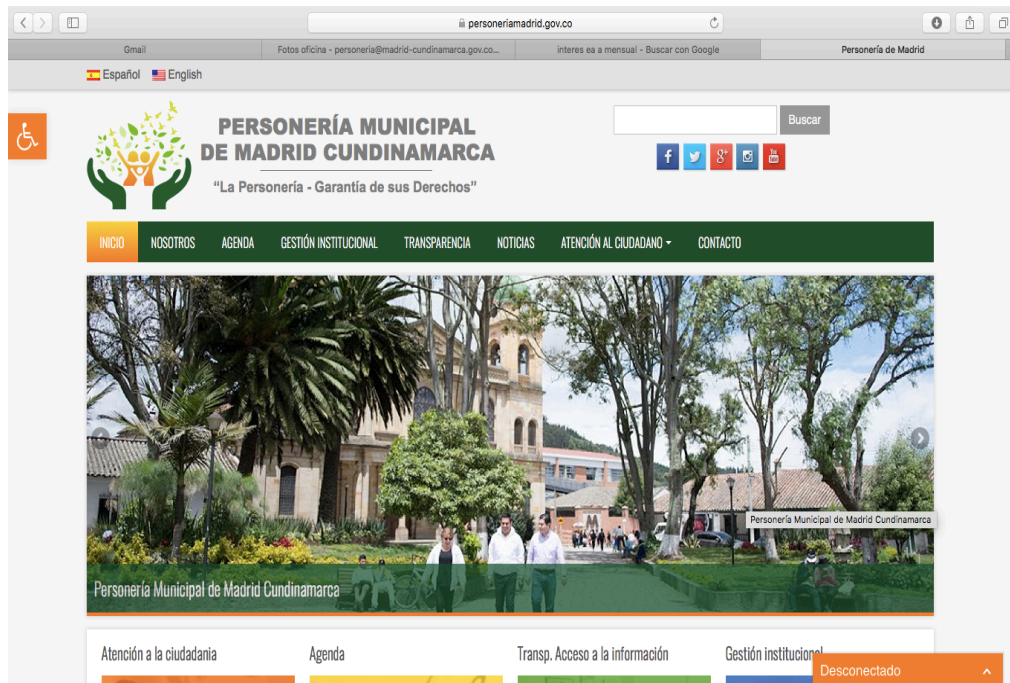 personeriamadrid.gov.co
Gmail
Fotos oficina - personeria@madrid-cundinamarca.gov.co...
interes ea a mensual - Buscar con Google
Personería de Madrid
Español English
PERSONERÍA MUNICIPAL
DE MADRID CUNDINAMARCA
“La Personería - Garantía de sus Derechos”
Buscar
INICIO NOSOTROS AGENDA GESTIÓN INSTITUCIONAL TRANSPARENCIA NOTICIAS ATENCIÓN AL CIUDADANO CONTACTO
Personería Municipal de Madrid Cundinamarca
Personería Municipal de Madrid Cundinamarca
Atención a la ciudadania Agenda Transp. Acceso a la información Gestión institucional
Desconectado